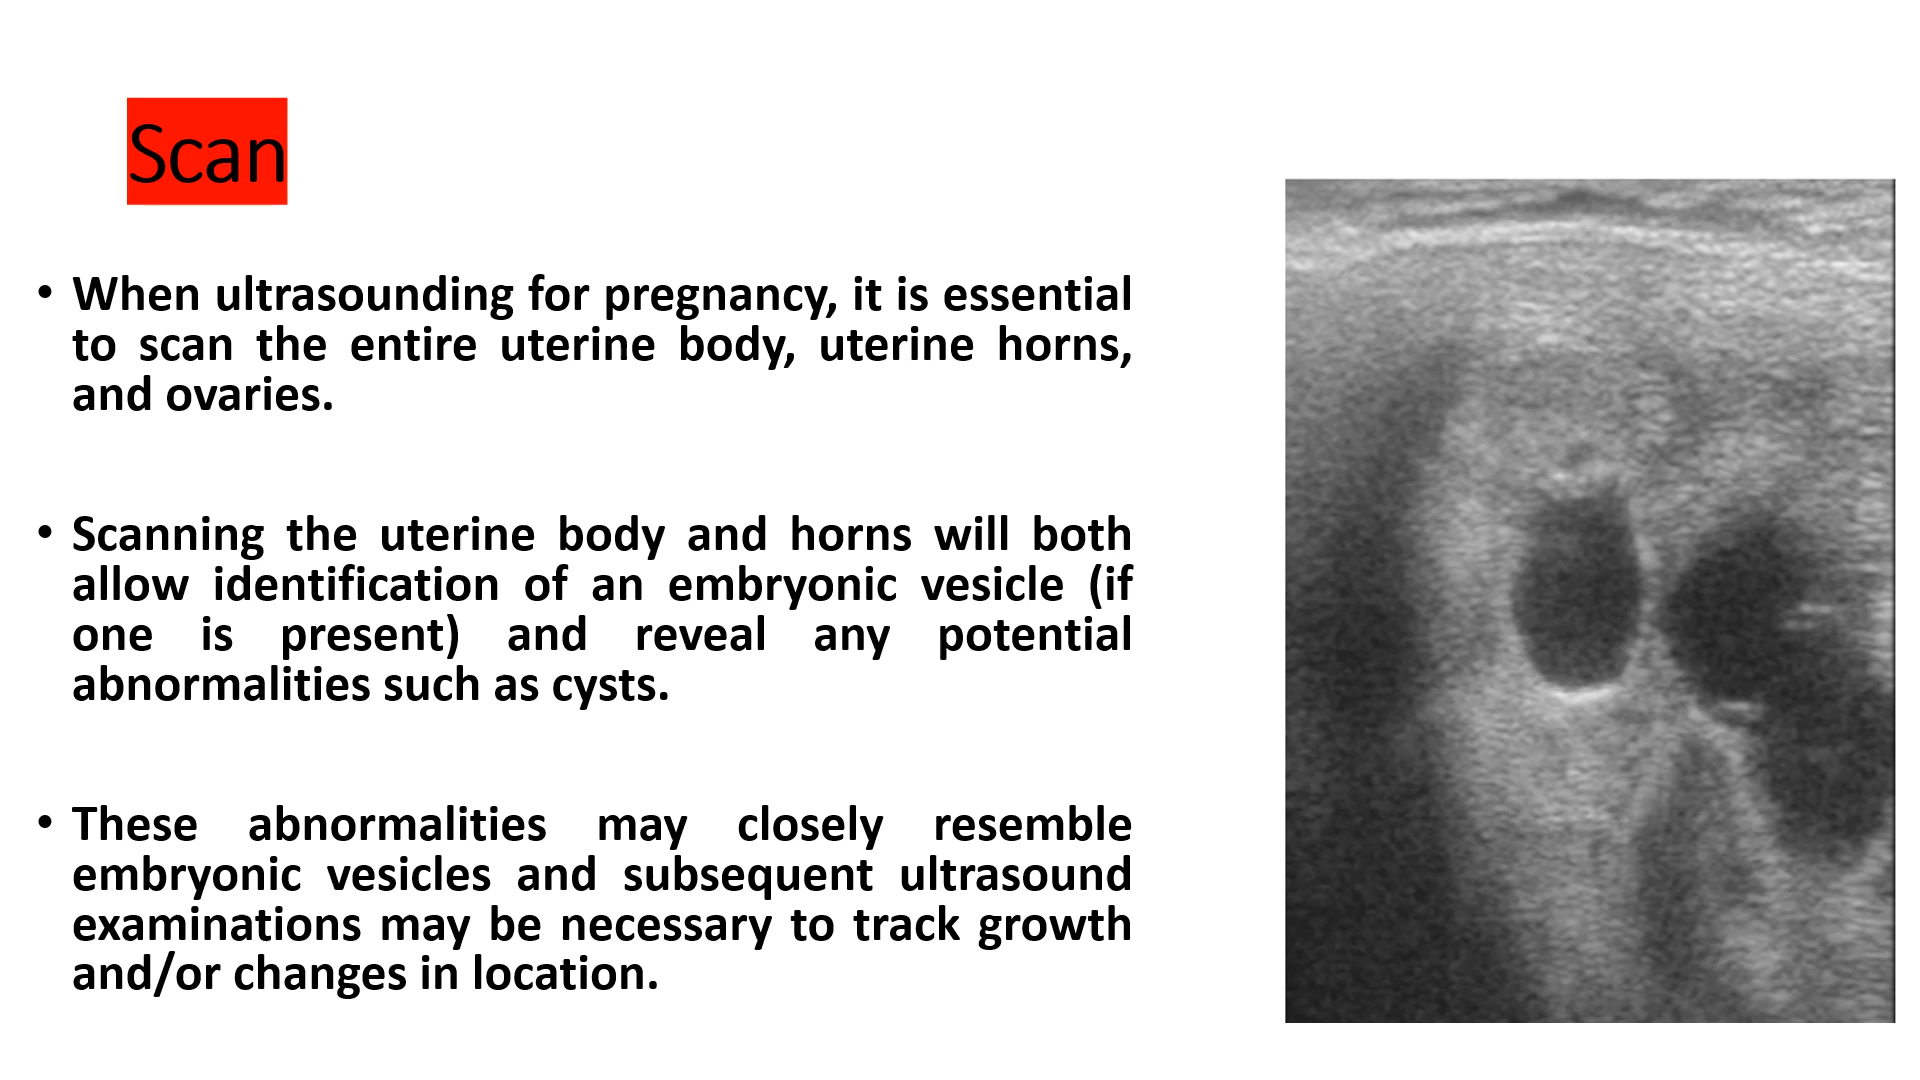 Scan
• When ultrasounding for pregnancy, it is essential
to scan the entire uterine body, uterine horns,
and ovaries.
• Scanning the uterine body and horns will both
allow identification of an embryonic vesicle (if
one is present) and reveal any potential
abnormalities such as cysts.
• These abnormalities may closely resemble
embryonic vesicles and subsequent ultrasound
examinations may be necessary to track growth
and/or changes in location.